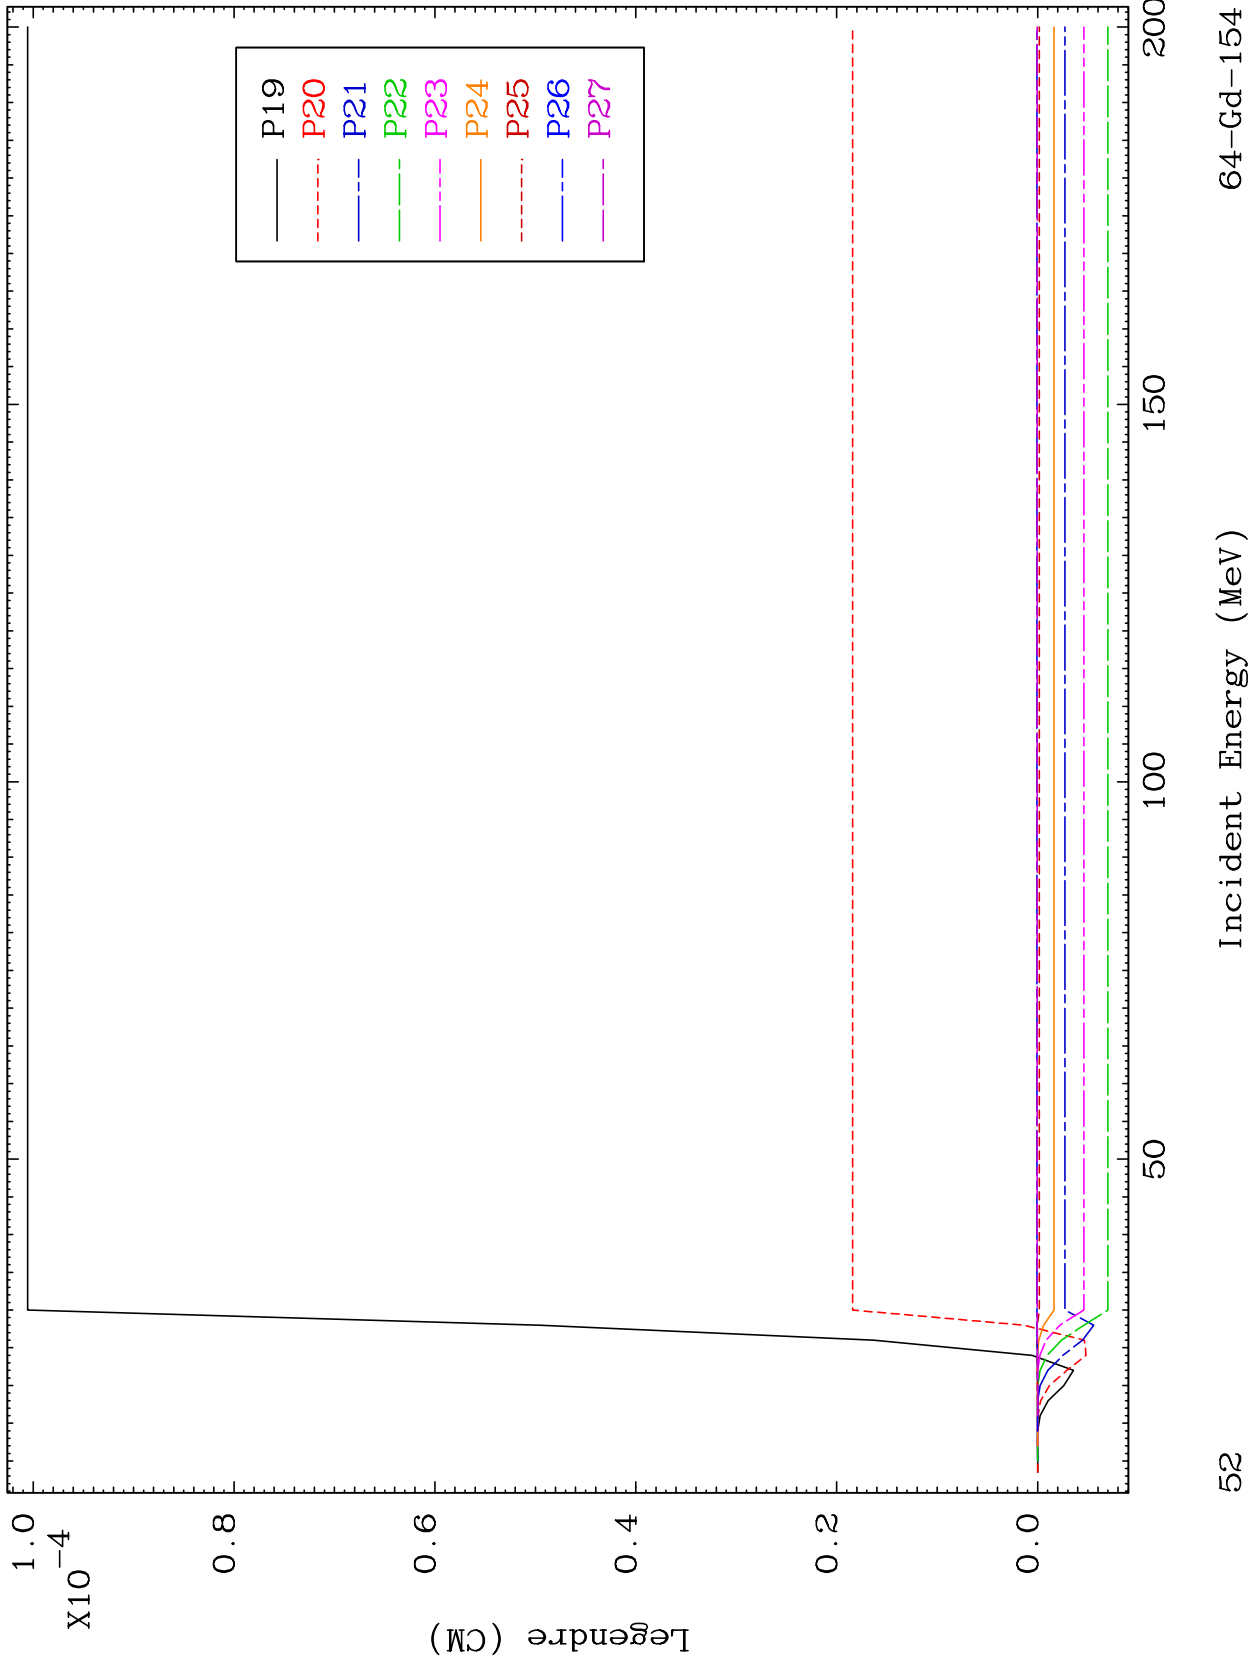 1.0
X10-4
0.8
0.6
0.4
0.2
0.0
Legendre (CM)
P19
P20
P21
P22
P23
P24
P25
P26
P27
50
100
150
200
Incident Energy (MeV)
52
64-Gd-154